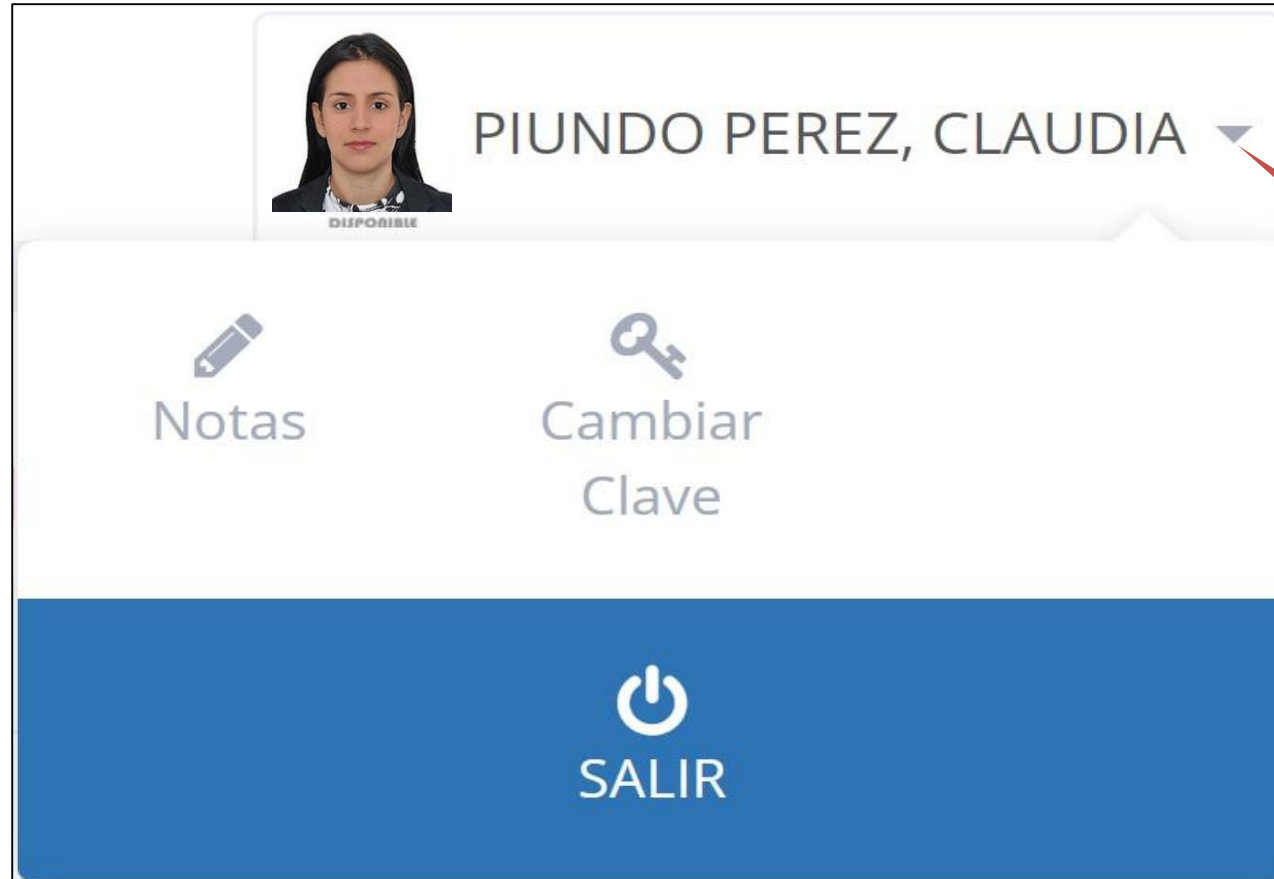 PIUNDO PEREZ, CLAUDIA
DISPONIBLE
Notas
Cambiar
Clave
SALIR